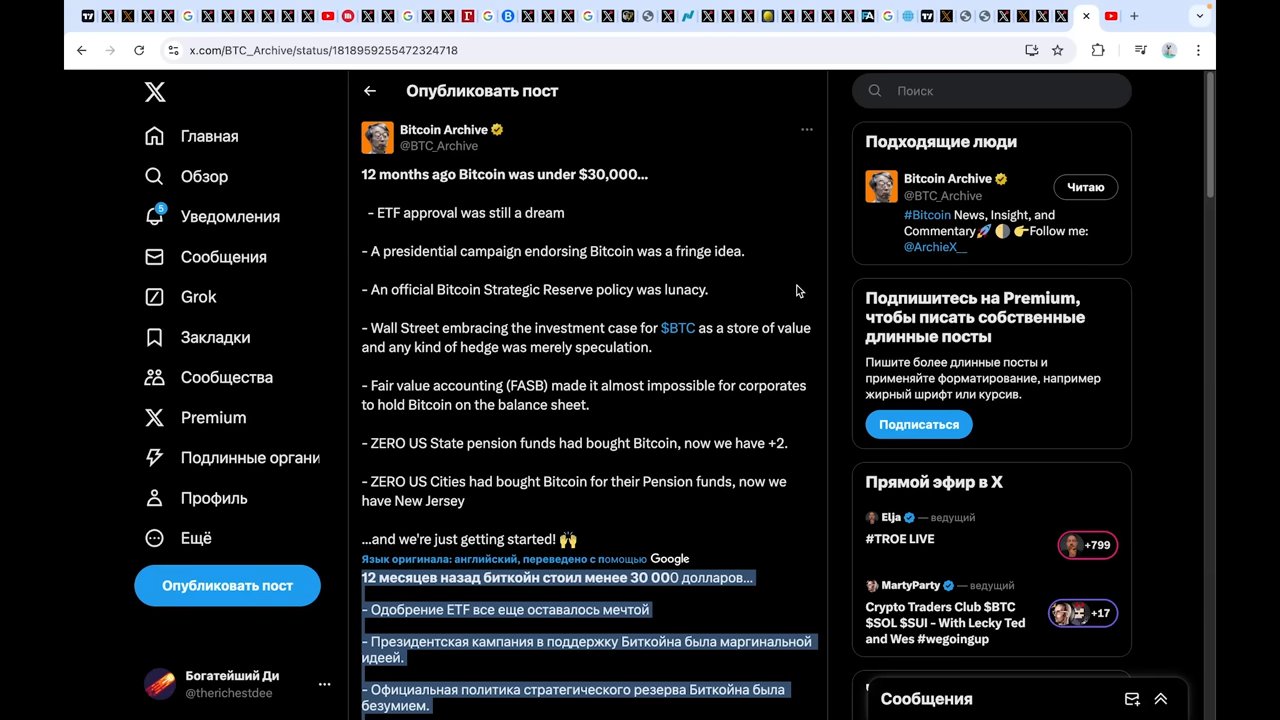 x.com/BTC_Archive/status/1818959255472324718
Главная
Обзор
5
Уведомления
Сообщения
Grok
Закладки
Сообщества
Premium
Подлинные органи
Профиль
Ещё
Опубликовать пост
Богатейший Ди
@therichestdee
Опубликовать пост
Bitcoin Archive
@BTC_Archive
12 months ago Bitcoin was under $30,000...
- ETF approval was still a dream
- A presidential campaign endorsing Bitcoin was a fringe idea.
- An official Bitcoin Strategic Reserve policy was lunacy.
- Wall Street embracing the investment case for $BTC as a store of value
and any kind of hedge was merely speculation.
- Fair value accounting (FASB) made it almost impossible for corporates
to hold Bitcoin on the balance sheet.
- ZERO US State pension funds had bought Bitcoin, now we have +2.
- ZERO US Cities had bought Bitcoin for their Pension funds, now we
have New Jersey
...and we're just getting started! 🙌
Язык оригинала: английский, переведено с помощью Google
12 месяцев назад биткойн стоил менее 30 000 долларов...
- Одобрение ETF все еще оставалось мечтой
- Президентская кампания в поддержку Биткойна была маргинальной
идеей.
- Официальная политика стратегического резерва Биткойна была
безумием.
Поиск
Подходящие люди
Bitcoin Archive
@BTC_Archive
Читаю
#Bitcoin News, Insight, and
Commentary🚀 🌗 👉Follow me:
@ArchieX__
Подпишитесь на Premium,
чтобы писать собственные
длинные посты
Пишите более длинные посты и
применяйте форматирование, например
жирный шрифт или курсив.
Подписаться
Прямой эфир в X
Elja — ведущий
#TROE LIVE
+799
MartyParty — ведущий
Crypto Traders Club $BTC
$SOL $SUI - With Lecky Ted
and Wes #wegoingup
+17
Сообщения